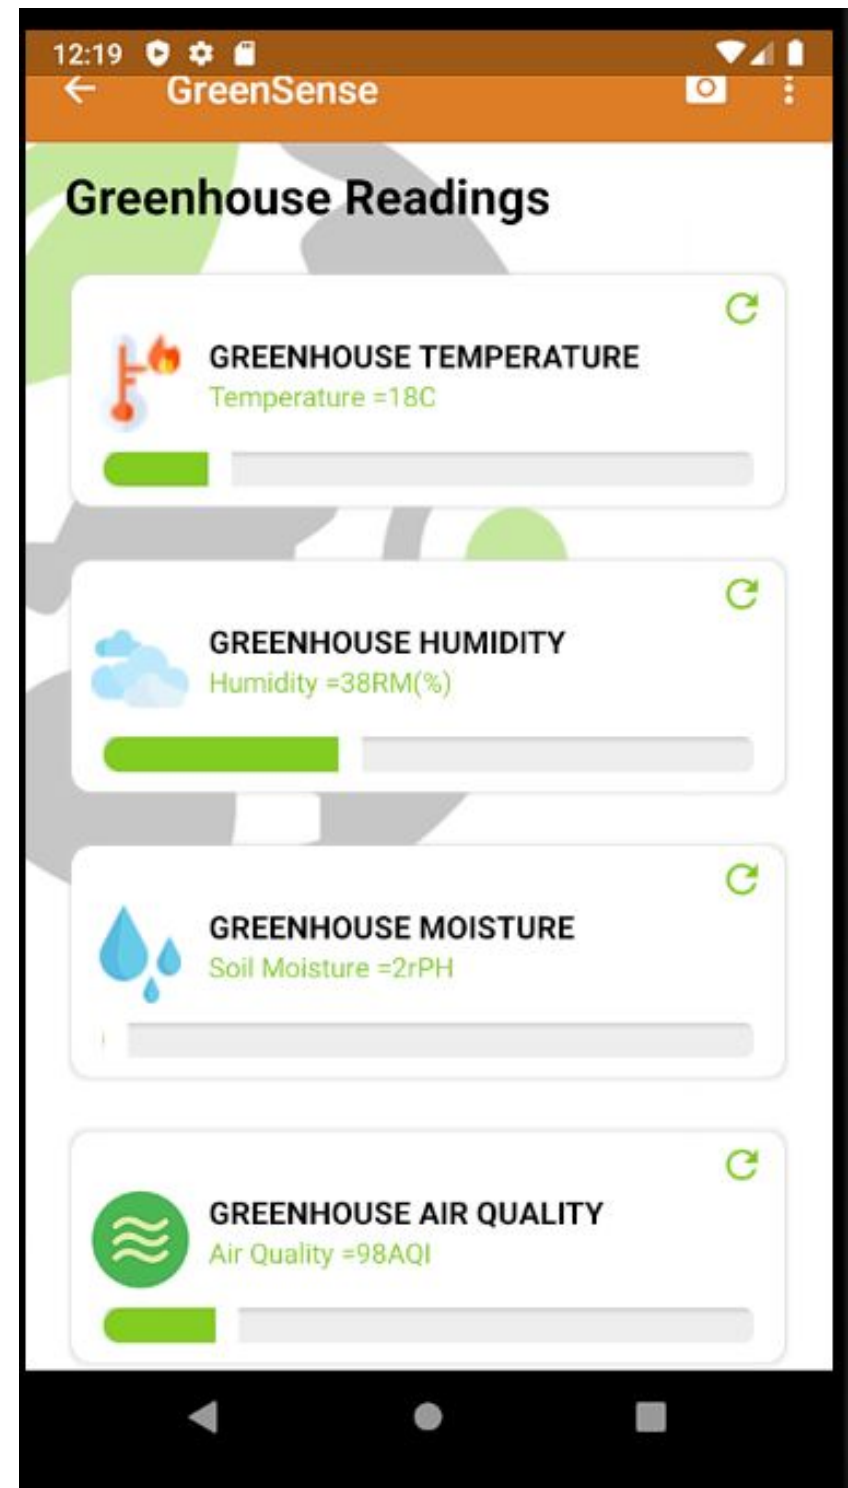 12:19
GreenSense
Greenhouse Readings
GREENHOUSE TEMPERATURE
Temperature =18C
GREENHOUSE HUMIDITY
Humidity =38RM(%)
GREENHOUSE MOISTURE
Soil Moisture =2rPH
GREENHOUSE AIR QUALITY
Air Quality =98AQI